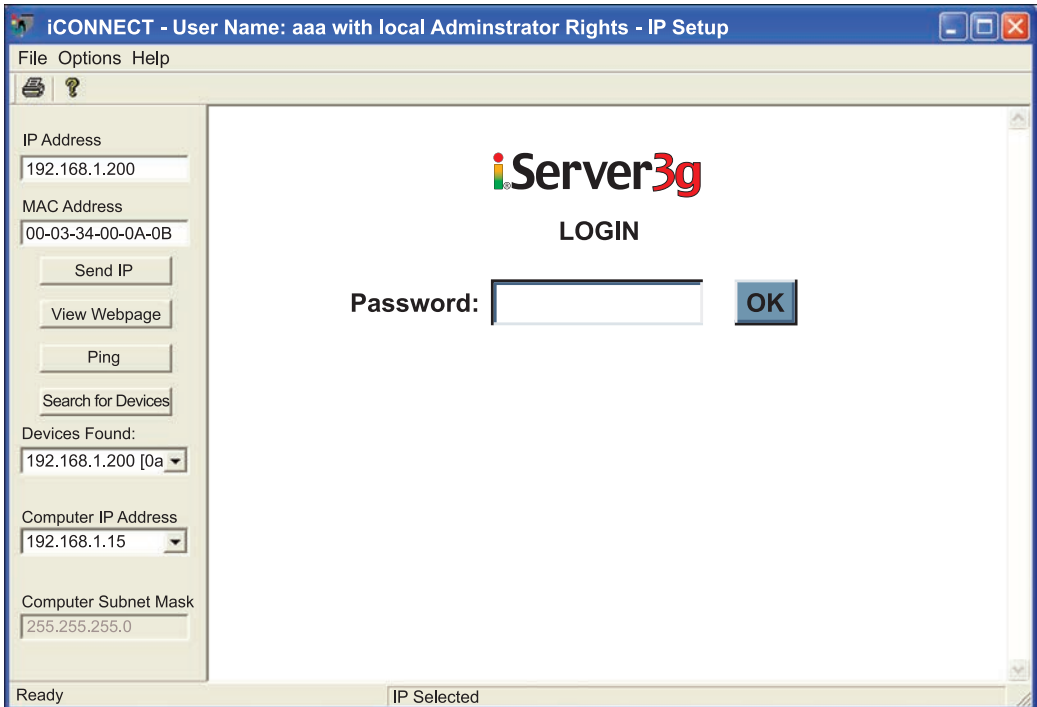 iCONNECT - User Name: aaa with local Adminstrator Rights - IP Setup
File Options Help
IP Address
192.168.1.200
MAC Address
00-03-34-00-0A-0B
Send IP
View Webpage
Ping
Search for Devices
Devices Found:
192.168.1.200 [0a
Computer IP Address
192.168.1.15
Computer Subnet Mask
255.255.255.0
i®Server3g
LOGIN
Password:
OK
Ready
IP Selected